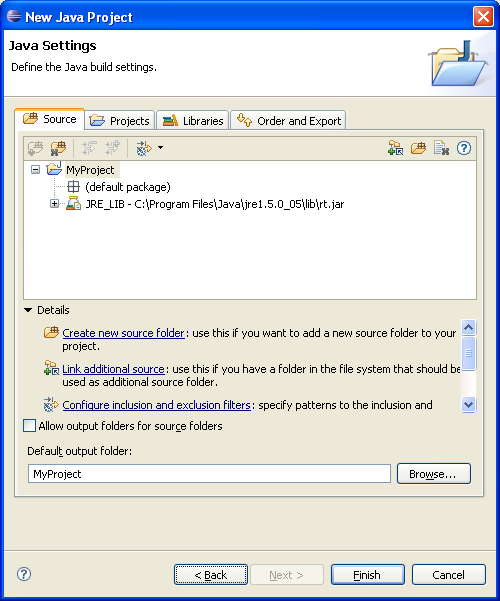 New Java Project
Java Settings
Define the Java build settings.
Source Projects Libraries Order and Export
MyProject
(default package)
JRE_LIB - C:\Program Files\Java\jre1.5.0_05\lib\rt.jar
Details
Create new source folder: use this if you want to add a new source folder to your
project.
Link additional source: use this if you have a folder in the file system that should be
used as additional source folder.
Configure inclusion and exclusion filters: specify patterns to the inclusion and
Allow output folders for source folders
Default output folder:
MyProject
Browse...
< Back Next > Finish Cancel